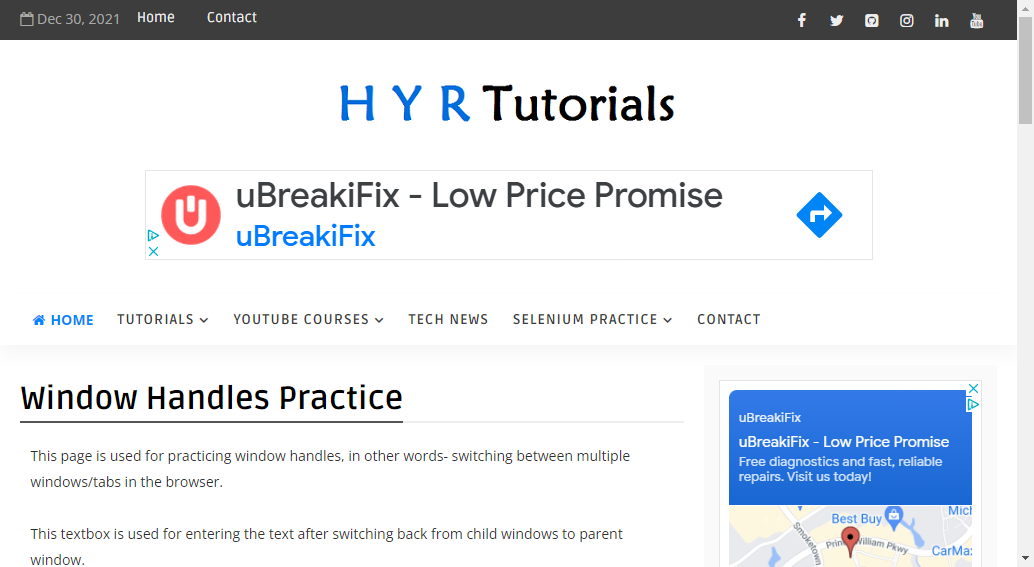 Dec 30, 2021 Home Contact
H Y R Tutorials
uBreakiFix - Low Price Promise
uBreakiFix
HOME TUTORIALS YOUTUBE COURSES TECH NEWS SELENIUM PRACTICE CONTACT
Window Handles Practice
This page is used for practicing window handles, in other words- switching between multiple
windows/tabs in the browser.
This textbox is used for entering the text after switching back from child windows to parent
window.
uBreakiFix
uBreakiFix - Low Price Promise
Free diagnostics and fast, reliable
repairs. Visit us today!
Best Buy
Smoketown
William Pkwy